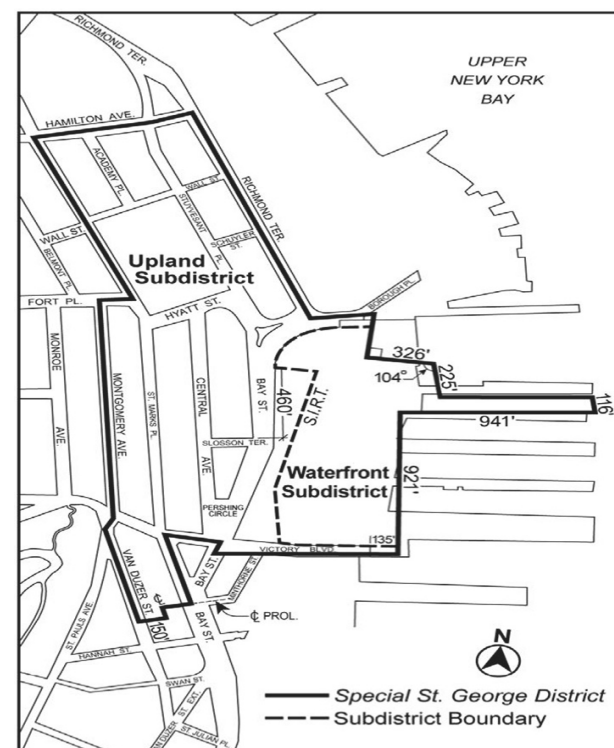 RICHMOND TER.
UPPER
NEW YORK
BAY
HAMILTON AVE.
ACADEMY PL.
WALL ST.
STUYVESANT PL.
RICHMOND TER.
WALL ST.
BELMONT PL.
SCHUYLER ST.
Upland
Subdistrict
FORT PL.
HYATT ST.
BOROUGH PL.
326'
104°
225'
116'
941'
MONROE AVE.
MONTGOMERY AVE.
ST. MARKS PL.
CENTRAL AVE.
BAY ST.
460'
S.I.R.T.
SLOSSON TER.
Waterfront
Subdistrict
921'
PERSHING
CIRCLE
135'
VICTORY BLVD.
VAN DUZER ST.
BAY ST.
MINTHORNE ST.
150'
℄ PROL.
ST. PAULS AVE
BAY ST.
HANNAH ST.
SWAN ST.
DUZER ST. EXT.
ST. JULIAN PL.
N
Special St. George District
Subdistrict Boundary